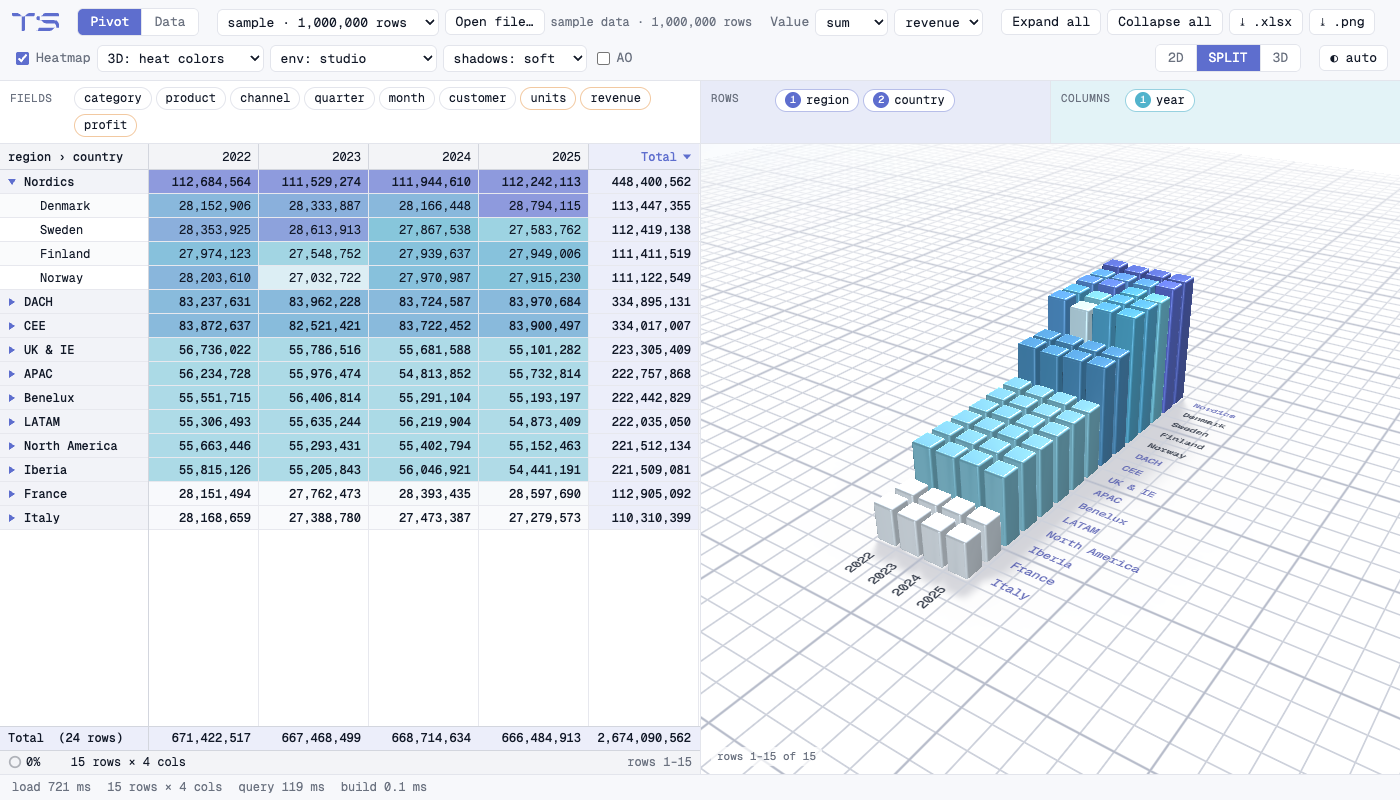 TS Pivot Data sample · 1,000,000 rows Open file… sample data · 1,000,000 rows Value sum revenue Expand all Collapse all ↓ .xlsx ↓ .png
Heatmap 3D: heat colors env: studio shadows: soft AO 2D SPLIT 3D ◐ auto
FIELDS category product channel quarter month customer units revenue
profit
ROWS 1 region 2 country
COLUMNS 1 year
region › country 2022 2023 2024 2025 Total
Nordics 112,684,564 111,529,274 111,944,610 112,242,113 448,400,562
Denmark 28,152,906 28,333,887 28,166,448 28,794,115 113,447,355
Sweden 28,353,925 28,613,913 27,867,538 27,583,762 112,419,138
Finland 27,974,123 27,548,752 27,939,637 27,949,006 111,411,519
Norway 28,203,610 27,032,722 27,970,987 27,915,230 111,122,549
DACH 83,237,631 83,962,228 83,724,587 83,970,684 334,895,131
CEE 83,872,637 82,521,421 83,722,452 83,900,497 334,017,007
UK & IE 56,736,022 55,786,516 55,681,588 55,101,282 223,305,409
APAC 56,234,728 55,976,474 54,813,852 55,732,814 222,757,868
Benelux 55,551,715 56,406,814 55,291,104 55,193,197 222,442,829
LATAM 55,306,493 55,635,244 56,219,904 54,873,409 222,035,050
North America 55,663,446 55,293,431 55,402,794 55,152,463 221,512,134
Iberia 55,815,126 55,205,843 56,046,921 54,441,191 221,509,081
France 28,151,494 27,762,473 28,393,435 28,597,690 112,905,092
Italy 28,168,659 27,388,780 27,473,387 27,279,573 110,310,399
Total (24 rows) 671,422,517 667,468,499 668,714,634 666,484,913 2,674,090,562
0% 15 rows × 4 cols rows 1–15
Nordics
Denmark
Sweden
Finland
Norway
DACH
CEE
UK & IE
APAC
Benelux
LATAM
North America
Iberia
France
Italy
2022
2023
2024
2025
rows 1–15 of 15
load 721 ms 15 rows × 4 cols query 119 ms build 0.1 ms